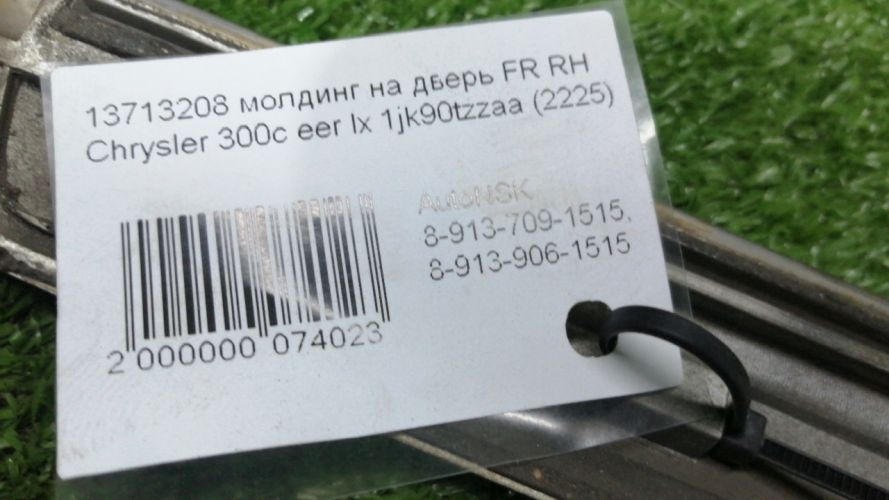 13713208 молдинг на дверь FR RH
Chrysler 300c eer lx 1jk90tzzaa (2225)
AutoNSK
8-913-709-1515,
8-913-906-1515
2 000000 074023